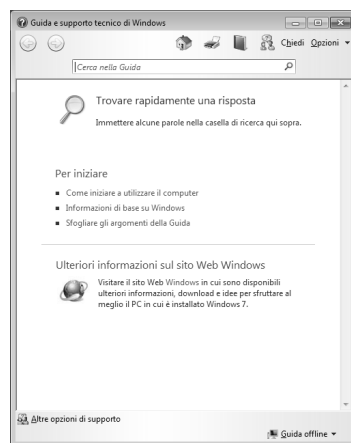 Guida e supporto tecnico di Windows
Chiedi Opzioni
Cerca nella Guida
Trovare rapidamente una risposta
Immettere alcune parole nella casella di ricerca qui sopra.
Per iniziare
Come iniziare a utilizzare il computer
Informazioni di base su Windows
Sfogliare gli argomenti della Guida
Ulteriori informazioni sul sito Web Windows
Visitare il sito Web Windows in cui sono disponibili
ulteriori informazioni, download e idee per sfruttare al
meglio il PC in cui è installato Windows 7.
Altre opzioni di supporto
Guida offline